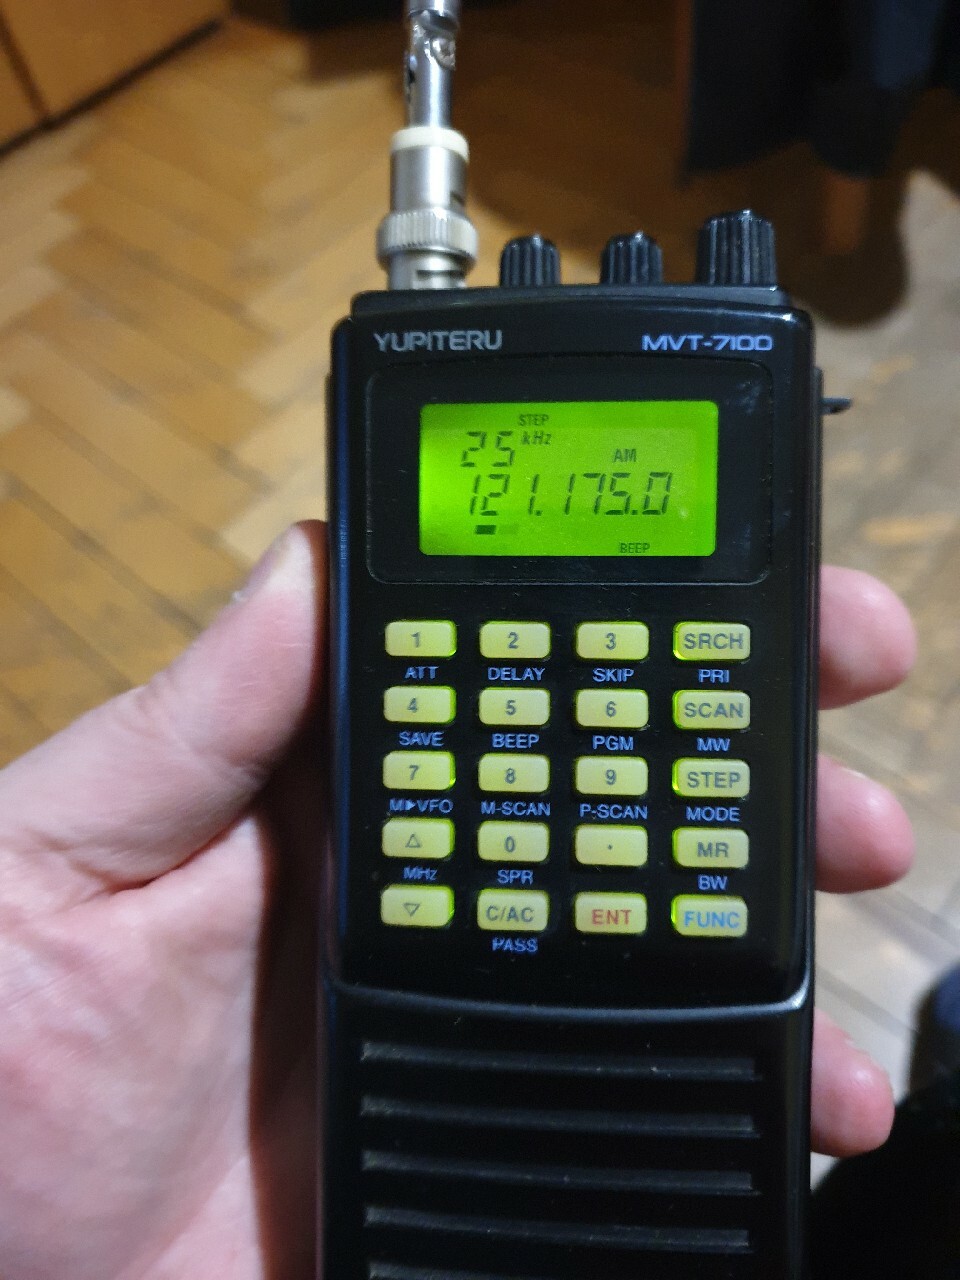 YUPITERU MVT-7100
STEP
25 kHz AM
121.175.0
BEEP
1 2 3 SRCH
ATT DELAY SKIP PRI
4 5 6 SCAN
SAVE BEEP PGM MW
7 8 9 STEP
M▶VFO M-SCAN P-SCAN MODE
△ 0 · MR
MHz SPR BW
▽ C/AC ENT FUNC
PASS